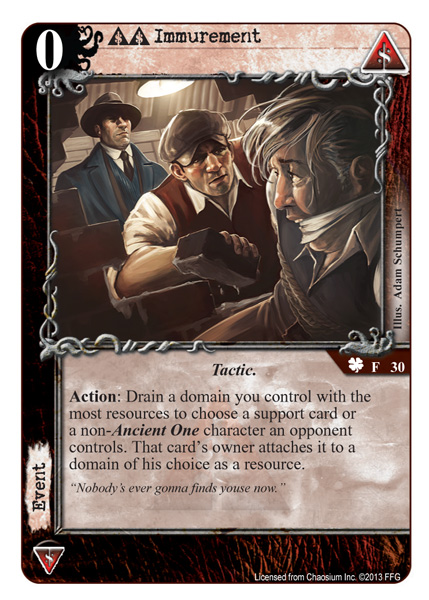 0
Immurement
Illus. Adam Schumpert
F 30
Tactic.
Action: Drain a domain you control with the
most resources to choose a support card or
a non-Ancient One character an opponent
controls. That card's owner attaches it to a
domain of his choice as a resource.
"Nobody's ever gonna finds youse now."
Event
Licensed from Chaosium Inc. ©2013 FFG